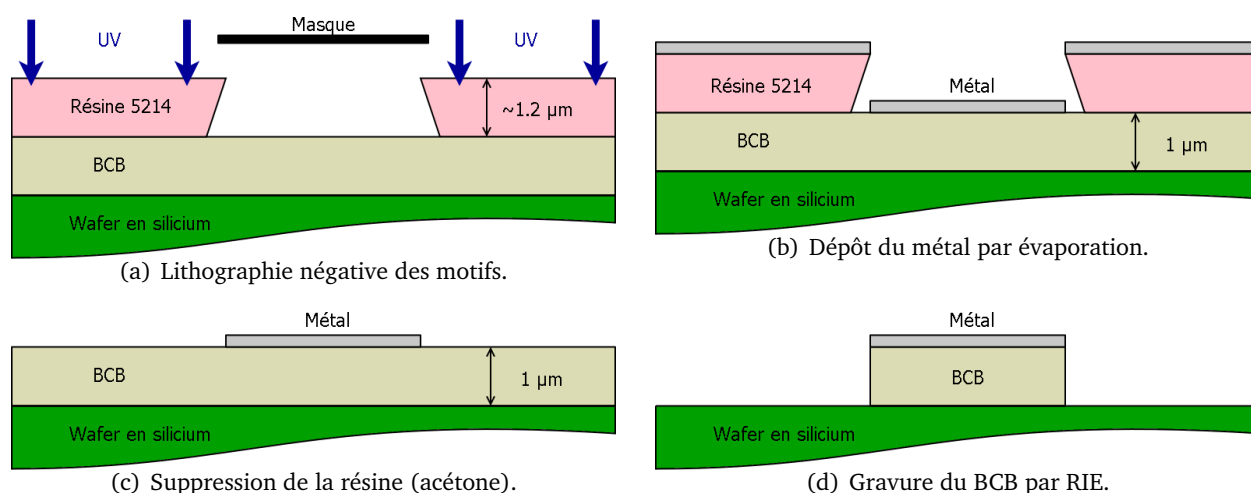 Masque
UV UV
Résine 5214
~1.2 µm
BCB
Wafer en silicium
(a) Lithographie négative des motifs.
Résine 5214
Métal
BCB
1 µm
Wafer en silicium
(b) Dépôt du métal par évaporation.
Métal
BCB
1 µm
Wafer en silicium
(c) Suppression de la résine (acétone).
Métal
BCB
Wafer en silicium
(d) Gravure du BCB par RIE.